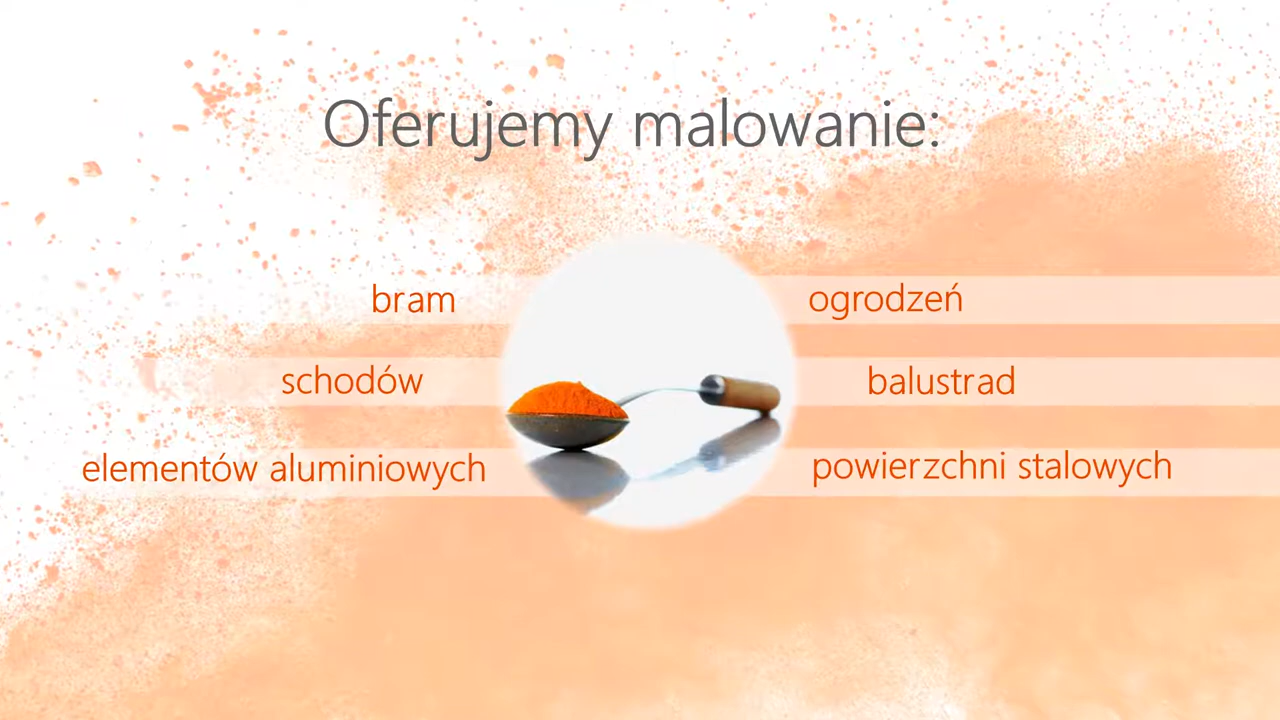 Oferujemy malowanie:
bram
ogrodzeń
schodów
balustrad
elementów aluminiowych
powierzchni stalowych